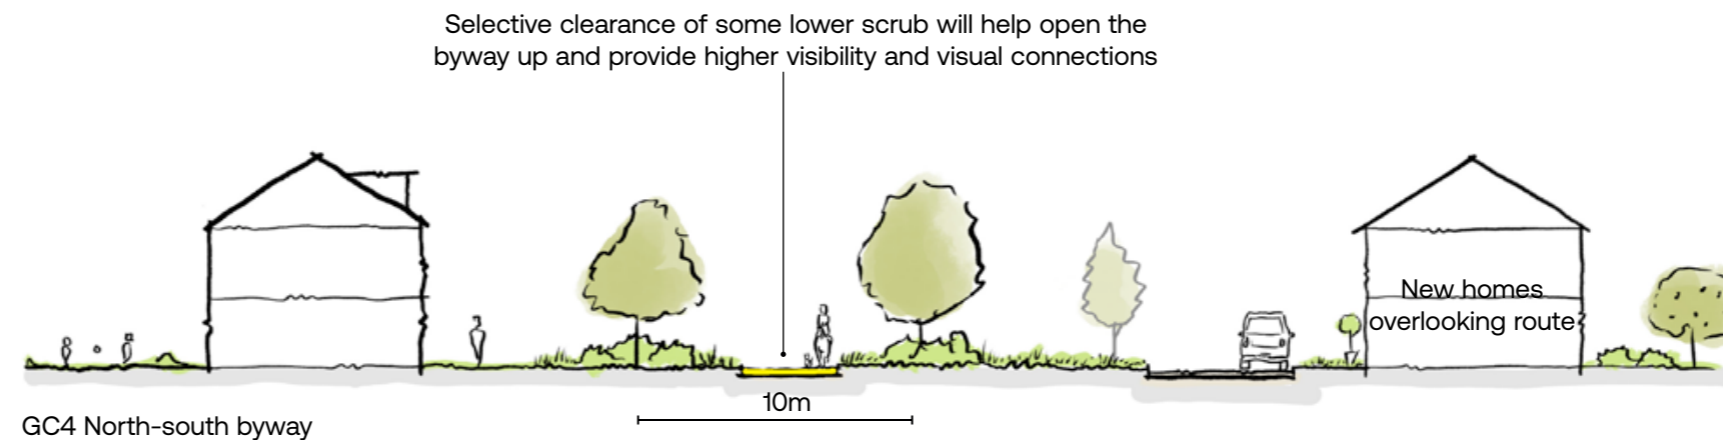 Selective clearance of some lower scrub will help open the
byway up and provide higher visibility and visual connections
New homes
overlooking route
10m
GC4 North-south byway